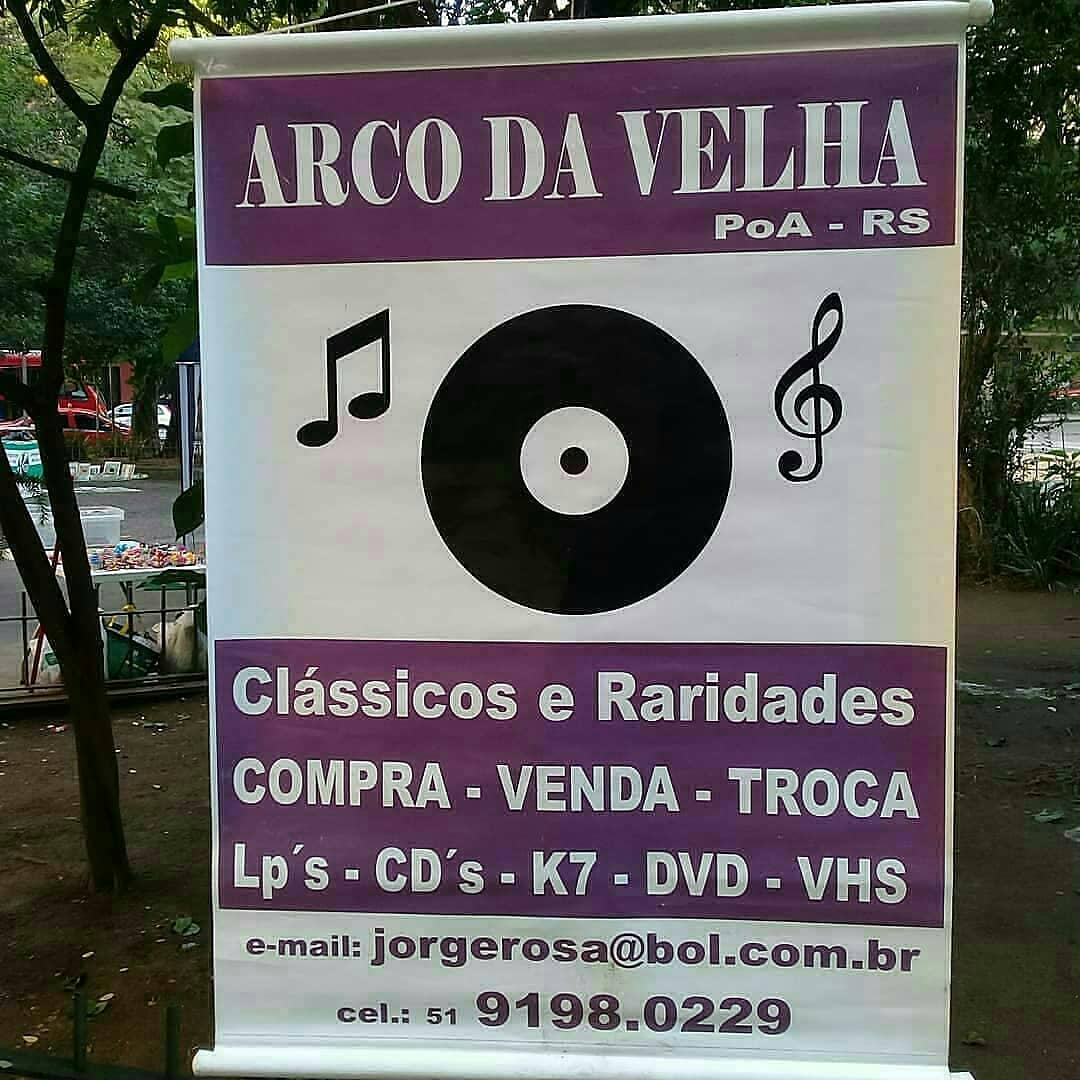 ARCO DA VELHA
PoA - RS
Clássicos e Raridades
COMPRA - VENDA - TROCA
Lp´s - CD´s - K7 - DVD - VHS
e-mail: jorgerosa@bol.com.br
cel.: 51 9198.0229